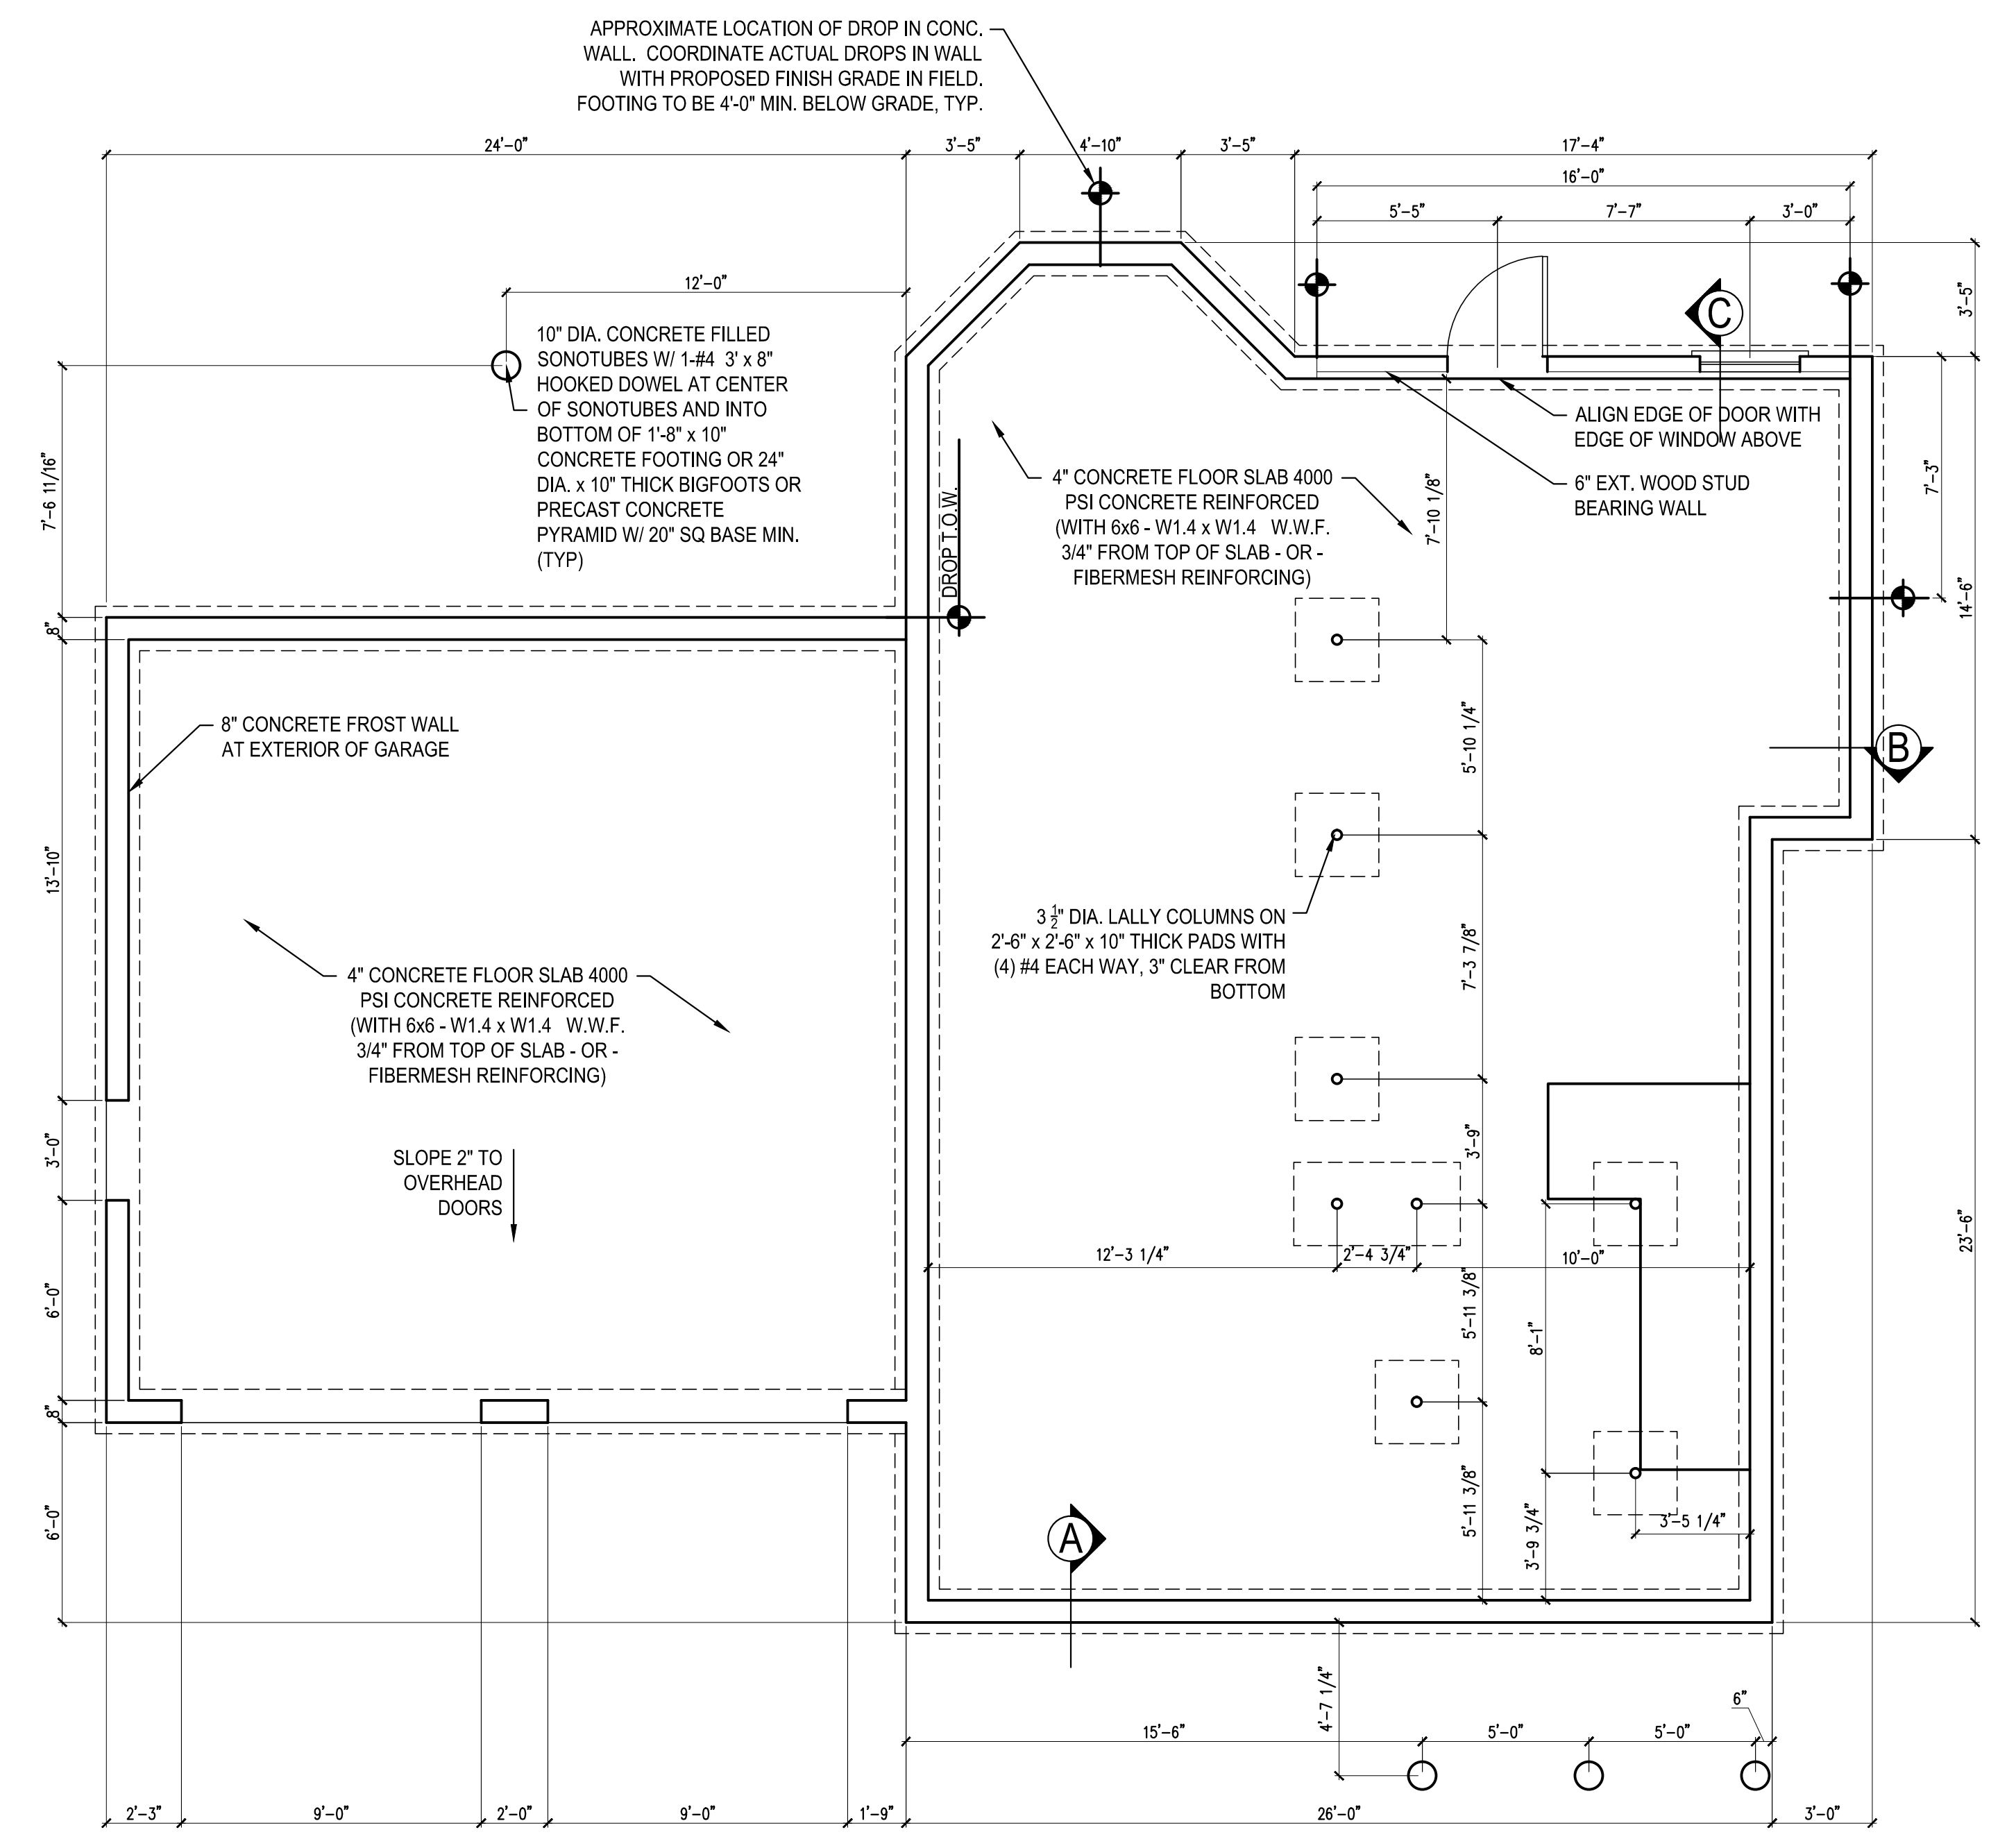 APPROXIMATE LOCATION OF DROP IN CONC.
WALL. COORDINATE ACTUAL DROPS IN WALL
WITH PROPOSED FINISH GRADE IN FIELD.
FOOTING TO BE 4'-0" MIN. BELOW GRADE, TYP.
24'-0"
3'-5"
4'-10"
3'-5"
17'-4"
16'-0"
5'-5"
7'-7"
3'-0"
12'-0"
10" DIA. CONCRETE FILLED
SONOTUBES W/ 1-#4 3' x 8"
HOOKED DOWEL AT CENTER
OF SONOTUBES AND INTO
BOTTOM OF 1'-8" x 10"
CONCRETE FOOTING OR 24"
DIA. x 10" THICK BIGFOOTS OR
PRECAST CONCRETE
PYRAMID W/ 20" SQ BASE MIN.
(TYP)
C
3'-5"
ALIGN EDGE OF DOOR WITH
EDGE OF WINDOW ABOVE
6" EXT. WOOD STUD
BEARING WALL
4" CONCRETE FLOOR SLAB 4000
PSI CONCRETE REINFORCED
(WITH 6x6 - W1.4 x W1.4 W.W.F.
3/4" FROM TOP OF SLAB - OR -
FIBERMESH REINFORCING)
DROP T.O.W.
7'-10 1/8"
7'-3"
14'-6"
7'-6 11/16"
8"
8" CONCRETE FROST WALL
AT EXTERIOR OF GARAGE
5'-10 1/4"
B
13'-10"
3 1/2" DIA. LALLY COLUMNS ON
2'-6" x 2'-6" x 10" THICK PADS WITH
(4) #4 EACH WAY, 3" CLEAR FROM
BOTTOM
7'-3 7/8"
4" CONCRETE FLOOR SLAB 4000
PSI CONCRETE REINFORCED
(WITH 6x6 - W1.4 x W1.4 W.W.F.
3/4" FROM TOP OF SLAB - OR -
FIBERMESH REINFORCING)
3'-0"
SLOPE 2" TO
OVERHEAD
DOORS
3'-9"
23'-6"
12'-3 1/4"
2'-4 3/4"
10'-0"
6'-0"
5'-11 3/8"
8'-1"
8"
6'-0"
A
5'-11 3/8"
3'-9 3/4"
3'-5 1/4"
4'-7 1/4"
6"
15'-6"
5'-0"
5'-0"
2'-3"
9'-0"
2'-0"
9'-0"
1'-9"
26'-0"
3'-0"